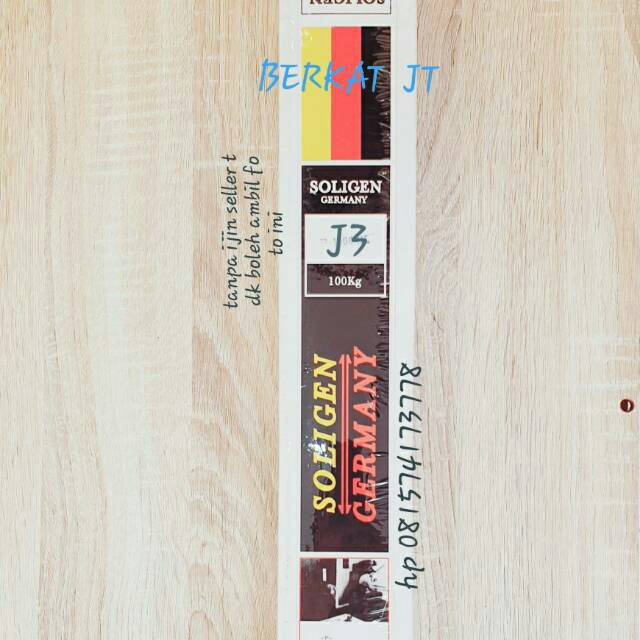 BERKAT JT
tanpa ijin seller t
dk boleh ambil fo
to ini
SOLIGEN
GERMANY
J3
100Kg
SOLIGEN
GERMANY
hp 081574173778